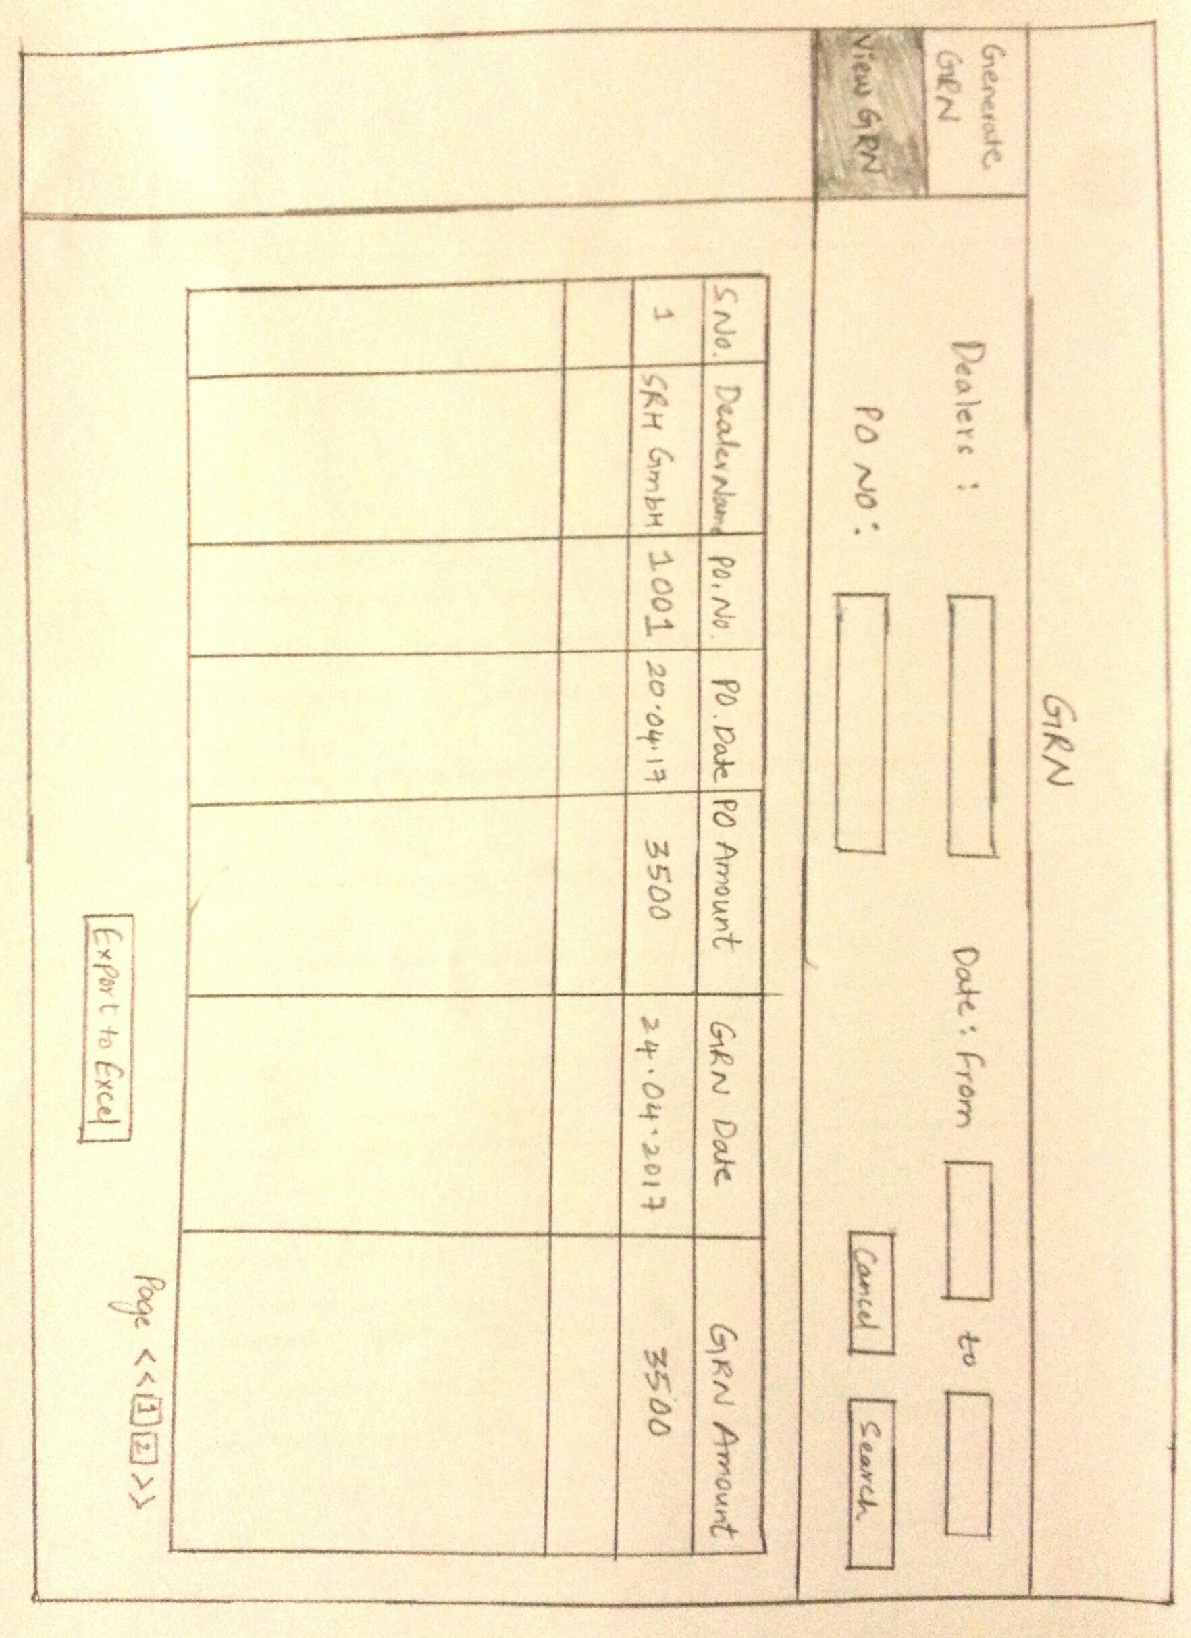 GRN
Generate
GRN
View GRN
Dealers :
Date : From
to
PO NO :
Cancel
Search
S No. Dealer Name PO. No. PO. Date PO Amount GRN Date GRN Amount
1 SRH GmbH 1001 20.04.17 3500 24.04.2017 3500
Export to Excel
Page << 1 2 >>